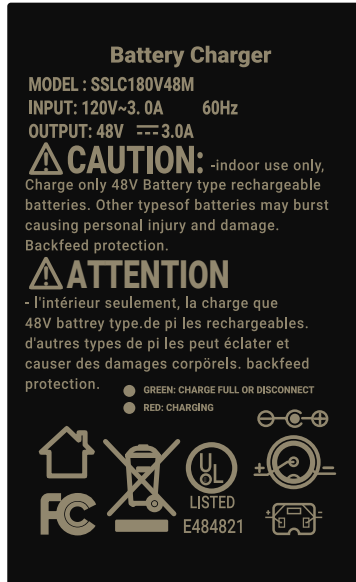 Battery Charger
MODEL : SSLC180V48M
INPUT: 120V~3. 0A 60Hz
OUTPUT: 48V ⎓3.0A
CAUTION: -indoor use only,
Charge only 48V Battery type rechargeable
batteries. Other typesof batteries may burst
causing personal injury and damage.
Backfeed protection.
ATTENTION
- l'intérieur seulement, la charge que
48V battrey type.de pi les rechargeables.
d'autres types de pi les peut éclater et
causer des damages corpörels. backfeed
protection.
GREEN: CHARGE FULL OR DISCONNECT
RED: CHARGING
FC
UL
LISTED
E484821